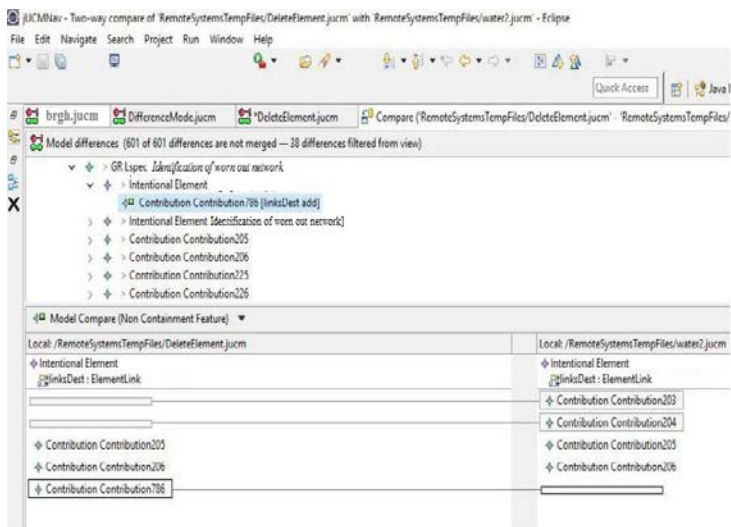 jUCMNav - Two-way compare of 'RemoteSystemsTempFiles/DeleteElement.jucm' with 'RemoteSystemsTempFiles/water2.jucm' - Eclipse
File Edit Navigate Search Project Run Window Help
Quick Access Java
brgh.jucm DifferenceMode.jucm *DeleteElement.jucm Compare ('RemoteSystemsTempFiles/DeleteElement.jucm' - 'RemoteSystemsTempFiles/
Model differences (601 of 601 differences are not merged — 38 differences filtered from view)
> GR Lspec Identification of worn out network
> Intentional Element
Contribution Contribution786 [linksDest add]
> Intentional Element Identification of worn out network]
> Contribution Contribution205
> Contribution Contribution206
> Contribution Contribution225
> Contribution Contribution226
X
Model Compare (Non Containment Feature)
Local: /RemoteSystemsTempFiles/DeleteElement.jucm Local: /RemoteSystemsTempFiles/water2.jucm
Intentional Element Intentional Element
linksDest : ElementLink linksDest : ElementLink
Contribution Contribution203
Contribution Contribution204
Contribution Contribution205 Contribution Contribution205
Contribution Contribution206 Contribution Contribution206
Contribution Contribution786